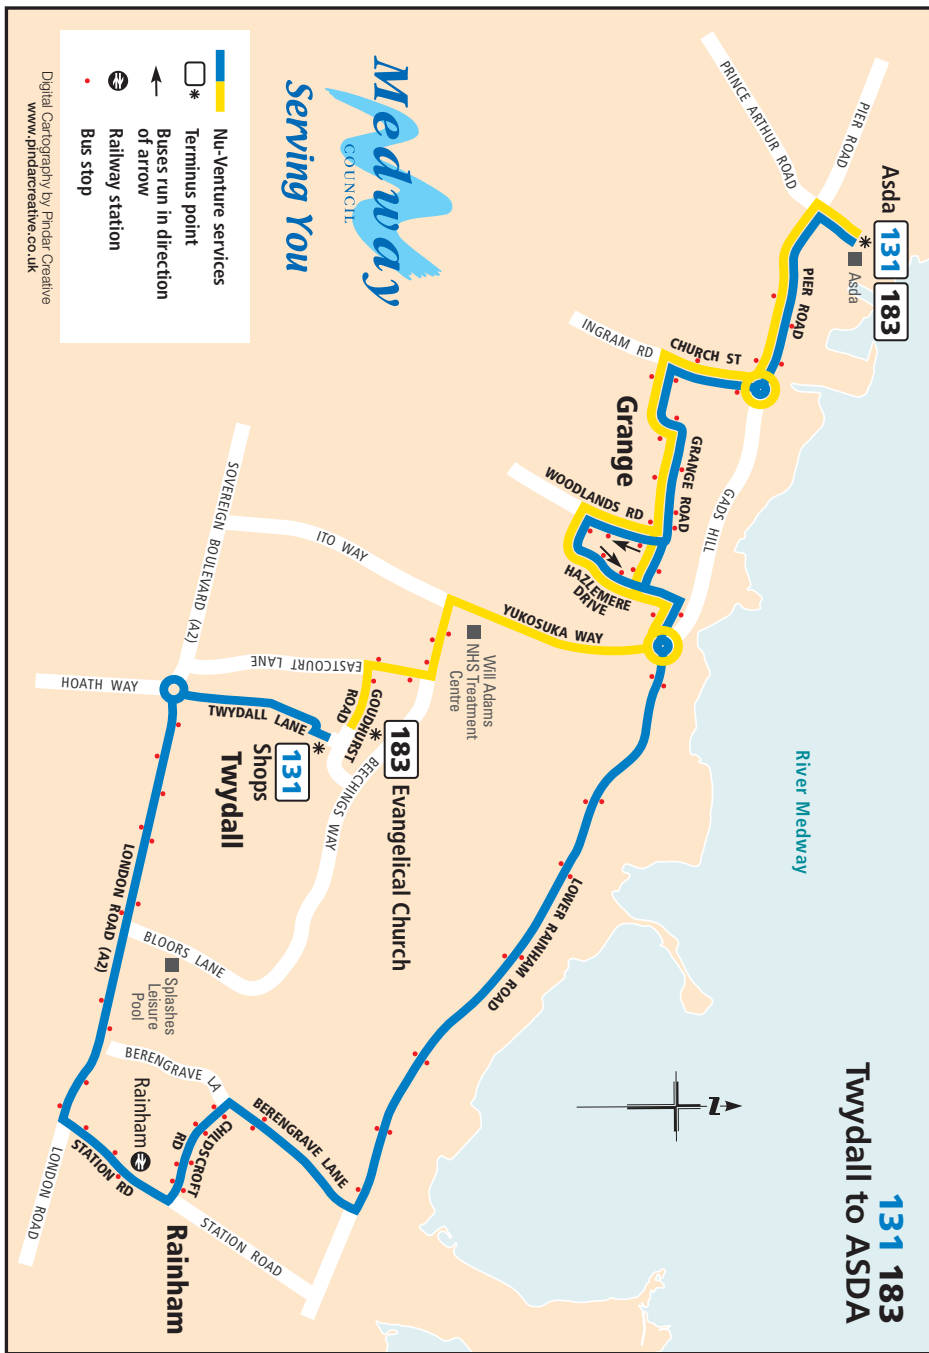 131 183
Twydall to ASDA
Asda 131 183
Asda
PIER ROAD
PRINCE ARTHUR ROAD
PIER ROAD
CHURCH ST
INGRAM RD
Grange
GRANGE ROAD
GADS HILL
WOODLANDS RD
HAZLEMERE
DRIVE
YUKOSUKA WAY
ITO WAY
Will Adams
NHS Treatment
Centre
River Medway
LOWER RAINHAM ROAD
SOVEREIGN BOULEVARD (A2)
EASTCOURT LANE
GOUDHURST
ROAD
183 Evangelical Church
BEECHINGS WAY
HOATH WAY
TWYDALL LANE
131
Shops
Twydall
LONDON ROAD (A2)
BLOORS LANE
Splashes
Leisure
Pool
BERENGRAVE LA
BERENGRAVE LANE
CHILDSCROFT
RD
Rainham
STATION RD
STATION ROAD
Rainham
LONDON ROAD
Medway
COUNCIL
Serving You
Nu-Venture services
* Terminus point
Buses run in direction
of arrow
Railway station
Bus stop
Digital Cartography by Pindar Creative
www.pindarcreative.co.uk
N